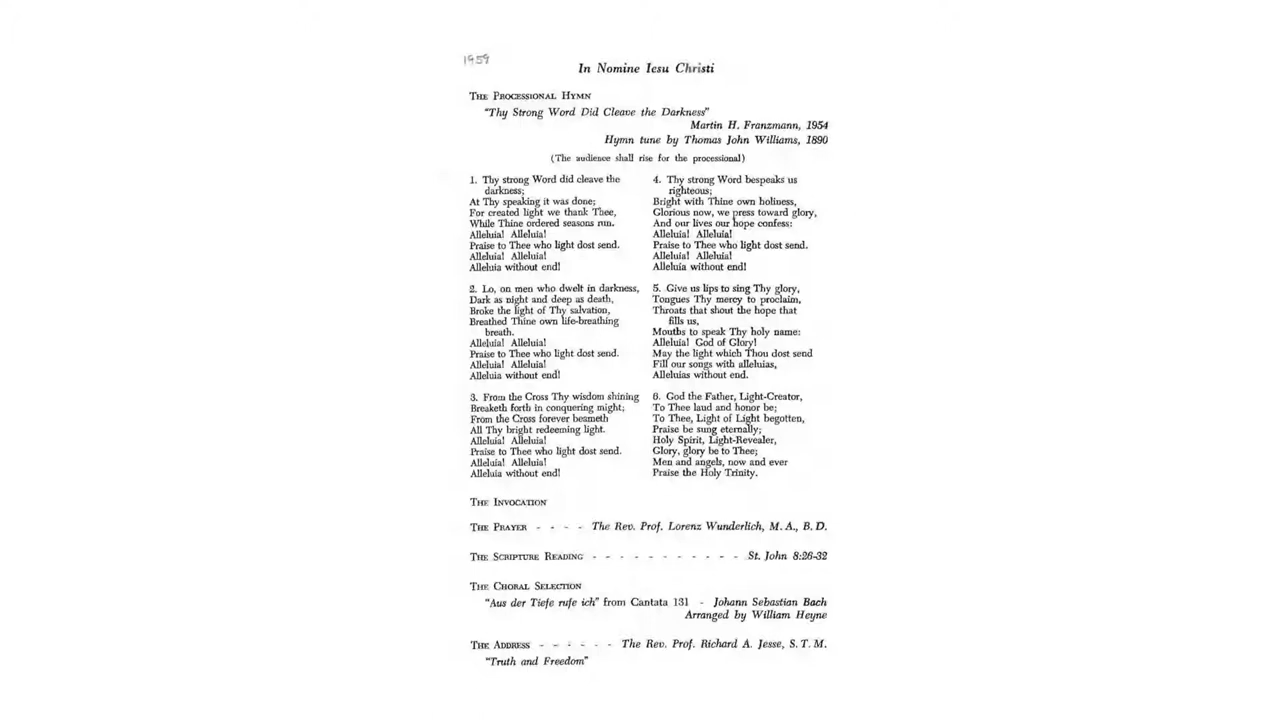 1959
In Nomine Iesu Christi
THE PROCESSIONAL HYMN
"Thy Strong Word Did Cleave the Darkness"
Martin H. Franzmann, 1954
Hymn tune by Thomas John Williams, 1890
(The audience shall rise for the processional)
1. Thy strong Word did cleave the
darkness;
At Thy speaking it was done;
For created light we thank Thee,
While Thine ordered seasons run.
Alleluia! Alleluia!
Praise to Thee who light dost send.
Alleluia! Alleluia!
Alleluia without end!
2. Lo, on men who dwelt in darkness,
Dark as night and deep as death,
Broke the light of Thy salvation,
Breathed Thine own life-breathing
breath.
Alleluia! Alleluia!
Praise to Thee who light dost send.
Alleluia! Alleluia!
Alleluia without end!
3. From the Cross Thy wisdom shining
Breaketh forth in conquering might;
From the Cross forever beameth
All Thy bright redeeming light.
Alleluia! Alleluia!
Praise to Thee who light dost send.
Alleluia! Alleluia!
Alleluia without end!
4. Thy strong Word bespeaks us
righteous;
Bright with Thine own holiness,
Glorious now, we press toward glory,
And our lives our hope confess:
Alleluia! Alleluia!
Praise to Thee who light dost send.
Alleluia! Alleluia!
Alleluia without end!
5. Give us lips to sing Thy glory,
Tongues Thy mercy to proclaim,
Throats that shout the hope that
fills us,
Mouths to speak Thy holy name:
Alleluia! God of Glory!
May the light which Thou dost send
Fill our songs with alleluias,
Alleluias without end.
6. God the Father, Light-Creator,
To Thee laud and honor be;
To Thee, Light of Light begotten,
Praise be sung eternally;
Holy Spirit, Light-Revealer,
Glory, glory be to Thee;
Men and angels, now and ever
Praise the Holy Trinity.
THE INVOCATION
THE PRAYER - - - - The Rev. Prof. Lorenz Wunderlich, M. A., B. D.
THE SCRIPTURE READING - - - - - - - - - - - St. John 8:26-32
THE CHORAL SELECTION
"Aus der Tiefe rufe ich" from Cantata 131 - Johann Sebastian Bach
Arranged by William Heyne
THE ADDRESS - - - - - - The Rev. Prof. Richard A. Jesse, S. T. M.
"Truth and Freedom"